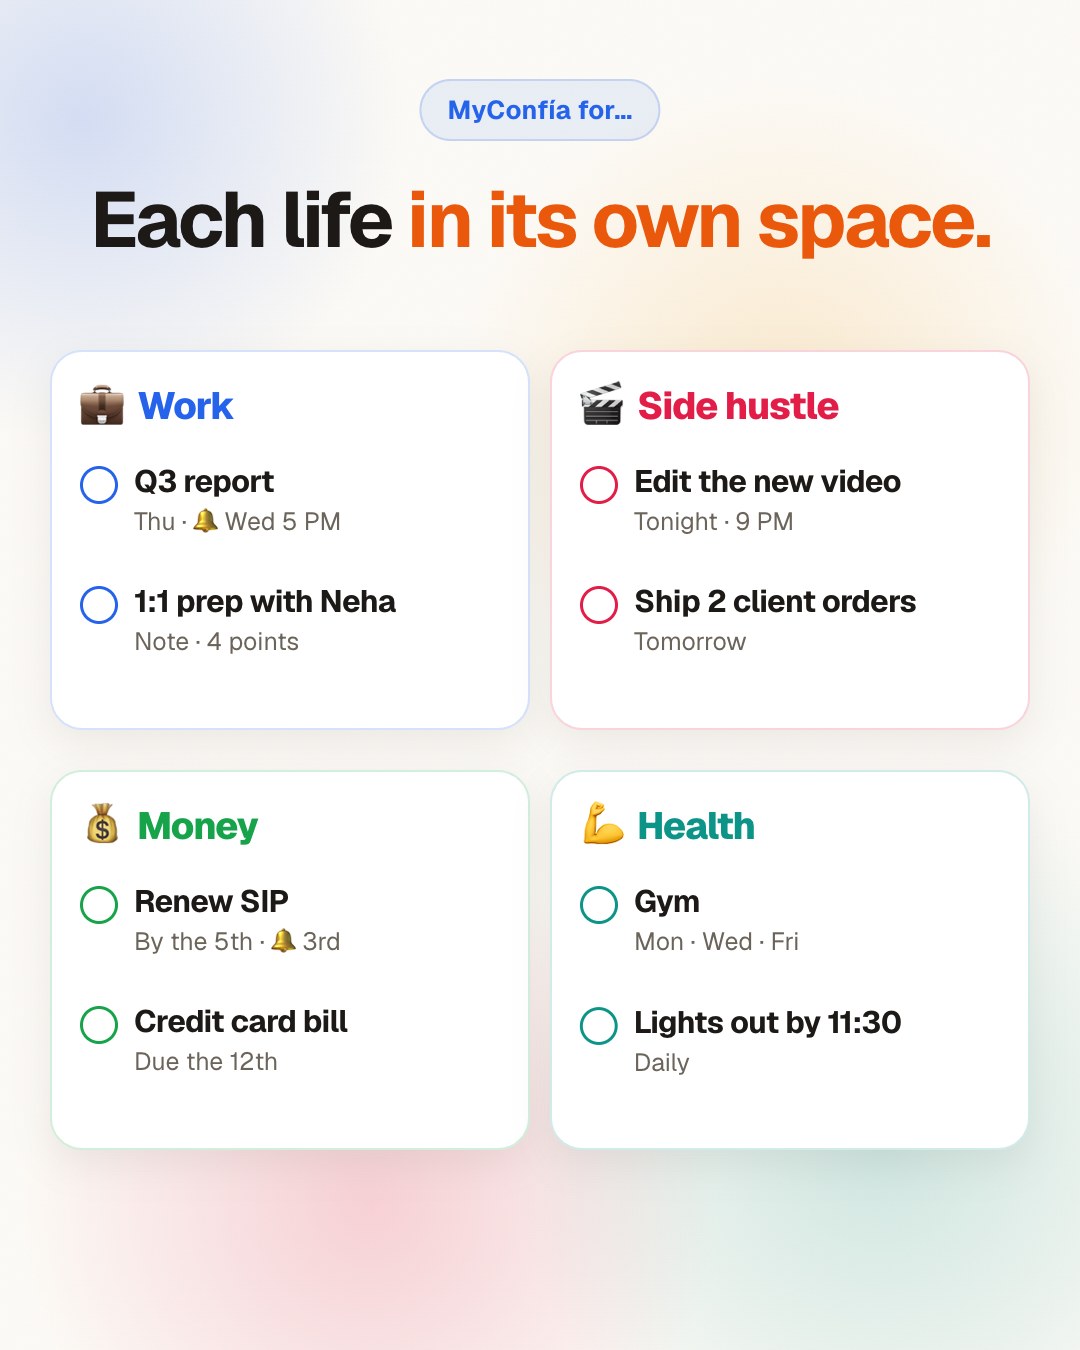 MyConfía for...
Each life in its own space.
Work
Q3 report
Thu · 🔔 Wed 5 PM
1:1 prep with Neha
Note · 4 points
Side hustle
Edit the new video
Tonight · 9 PM
Ship 2 client orders
Tomorrow
Money
Renew SIP
By the 5th · 🔔 3rd
Credit card bill
Due the 12th
Health
Gym
Mon · Wed · Fri
Lights out by 11:30
Daily